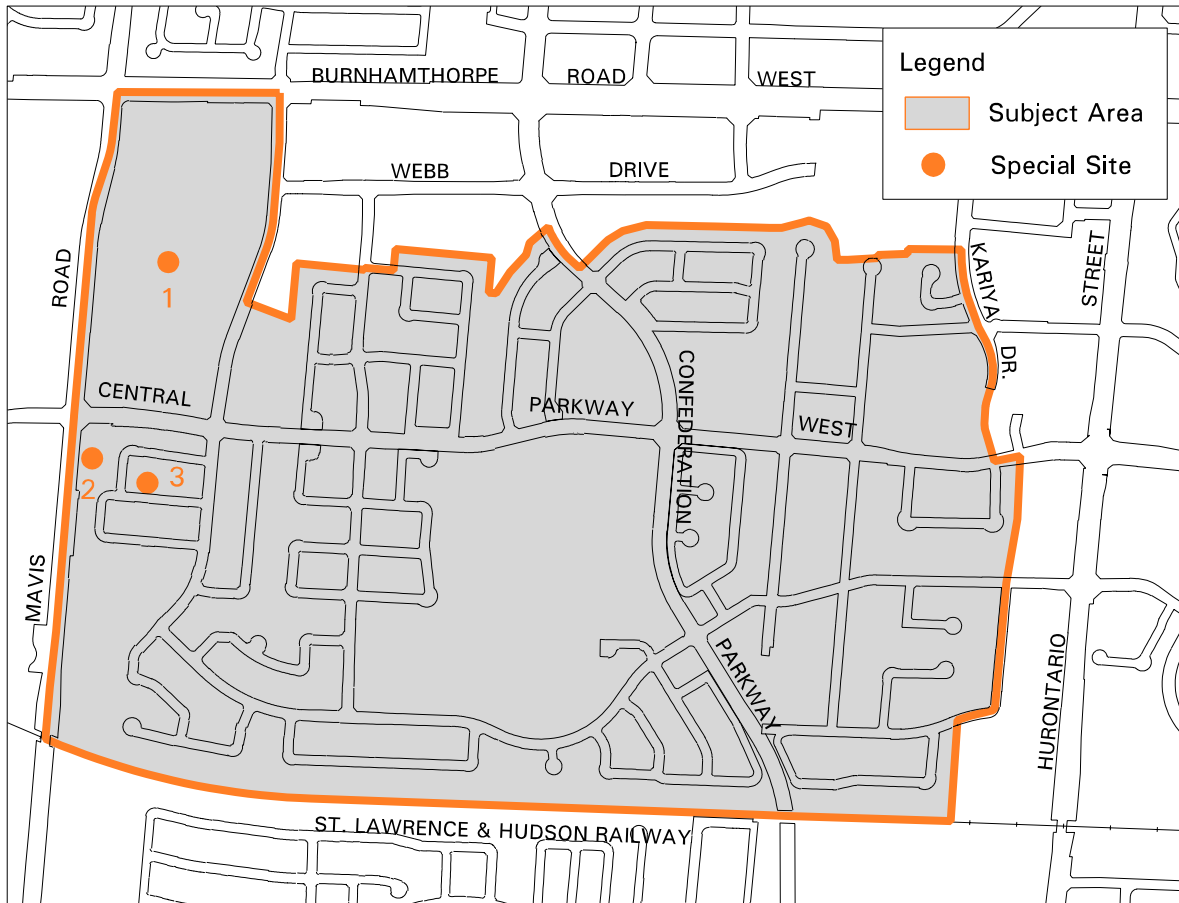 BURNHAMTHORPE ROAD WEST
Legend
Subject Area
Special Site
WEBB DRIVE
ROAD
1
KARIYA
DR.
STREET
CENTRAL
PARKWAY
WEST
CONFEDERATION
2
3
MAVIS
PARKWAY
HURONTARIO
ST. LAWRENCE & HUDSON RAILWAY